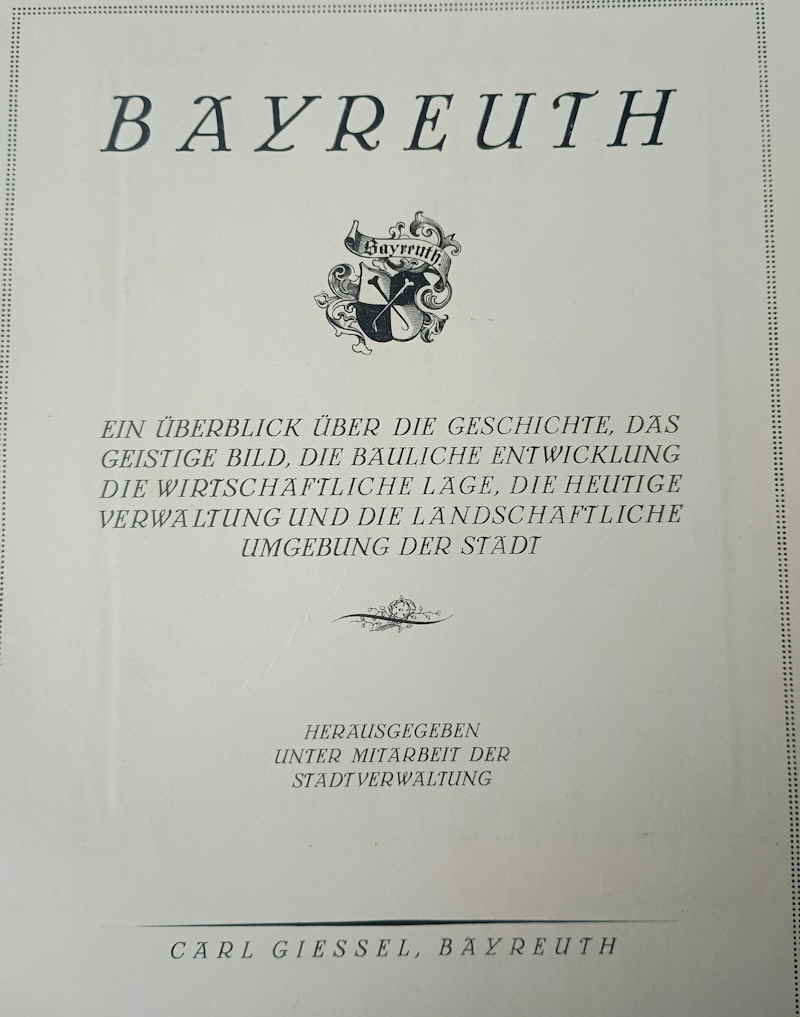 BAYREUTH
Bayreuth.
EIN ÜBERBLICK ÜBER DIE GESCHICHTE, DAS
GEISTIGE BILD, DIE BAULICHE ENTWICKLUNG
DIE WIRTSCHAFTLICHE LAGE, DIE HEUTIGE
VERWALTUNG UND DIE LANDSCHAFTLICHE
UMGEBUNG DER STADT
HERAUSGEGEBEN
UNTER MITARBEIT DER
STADTVERWALTUNG
CARL GIESSEL, BAYREUTH